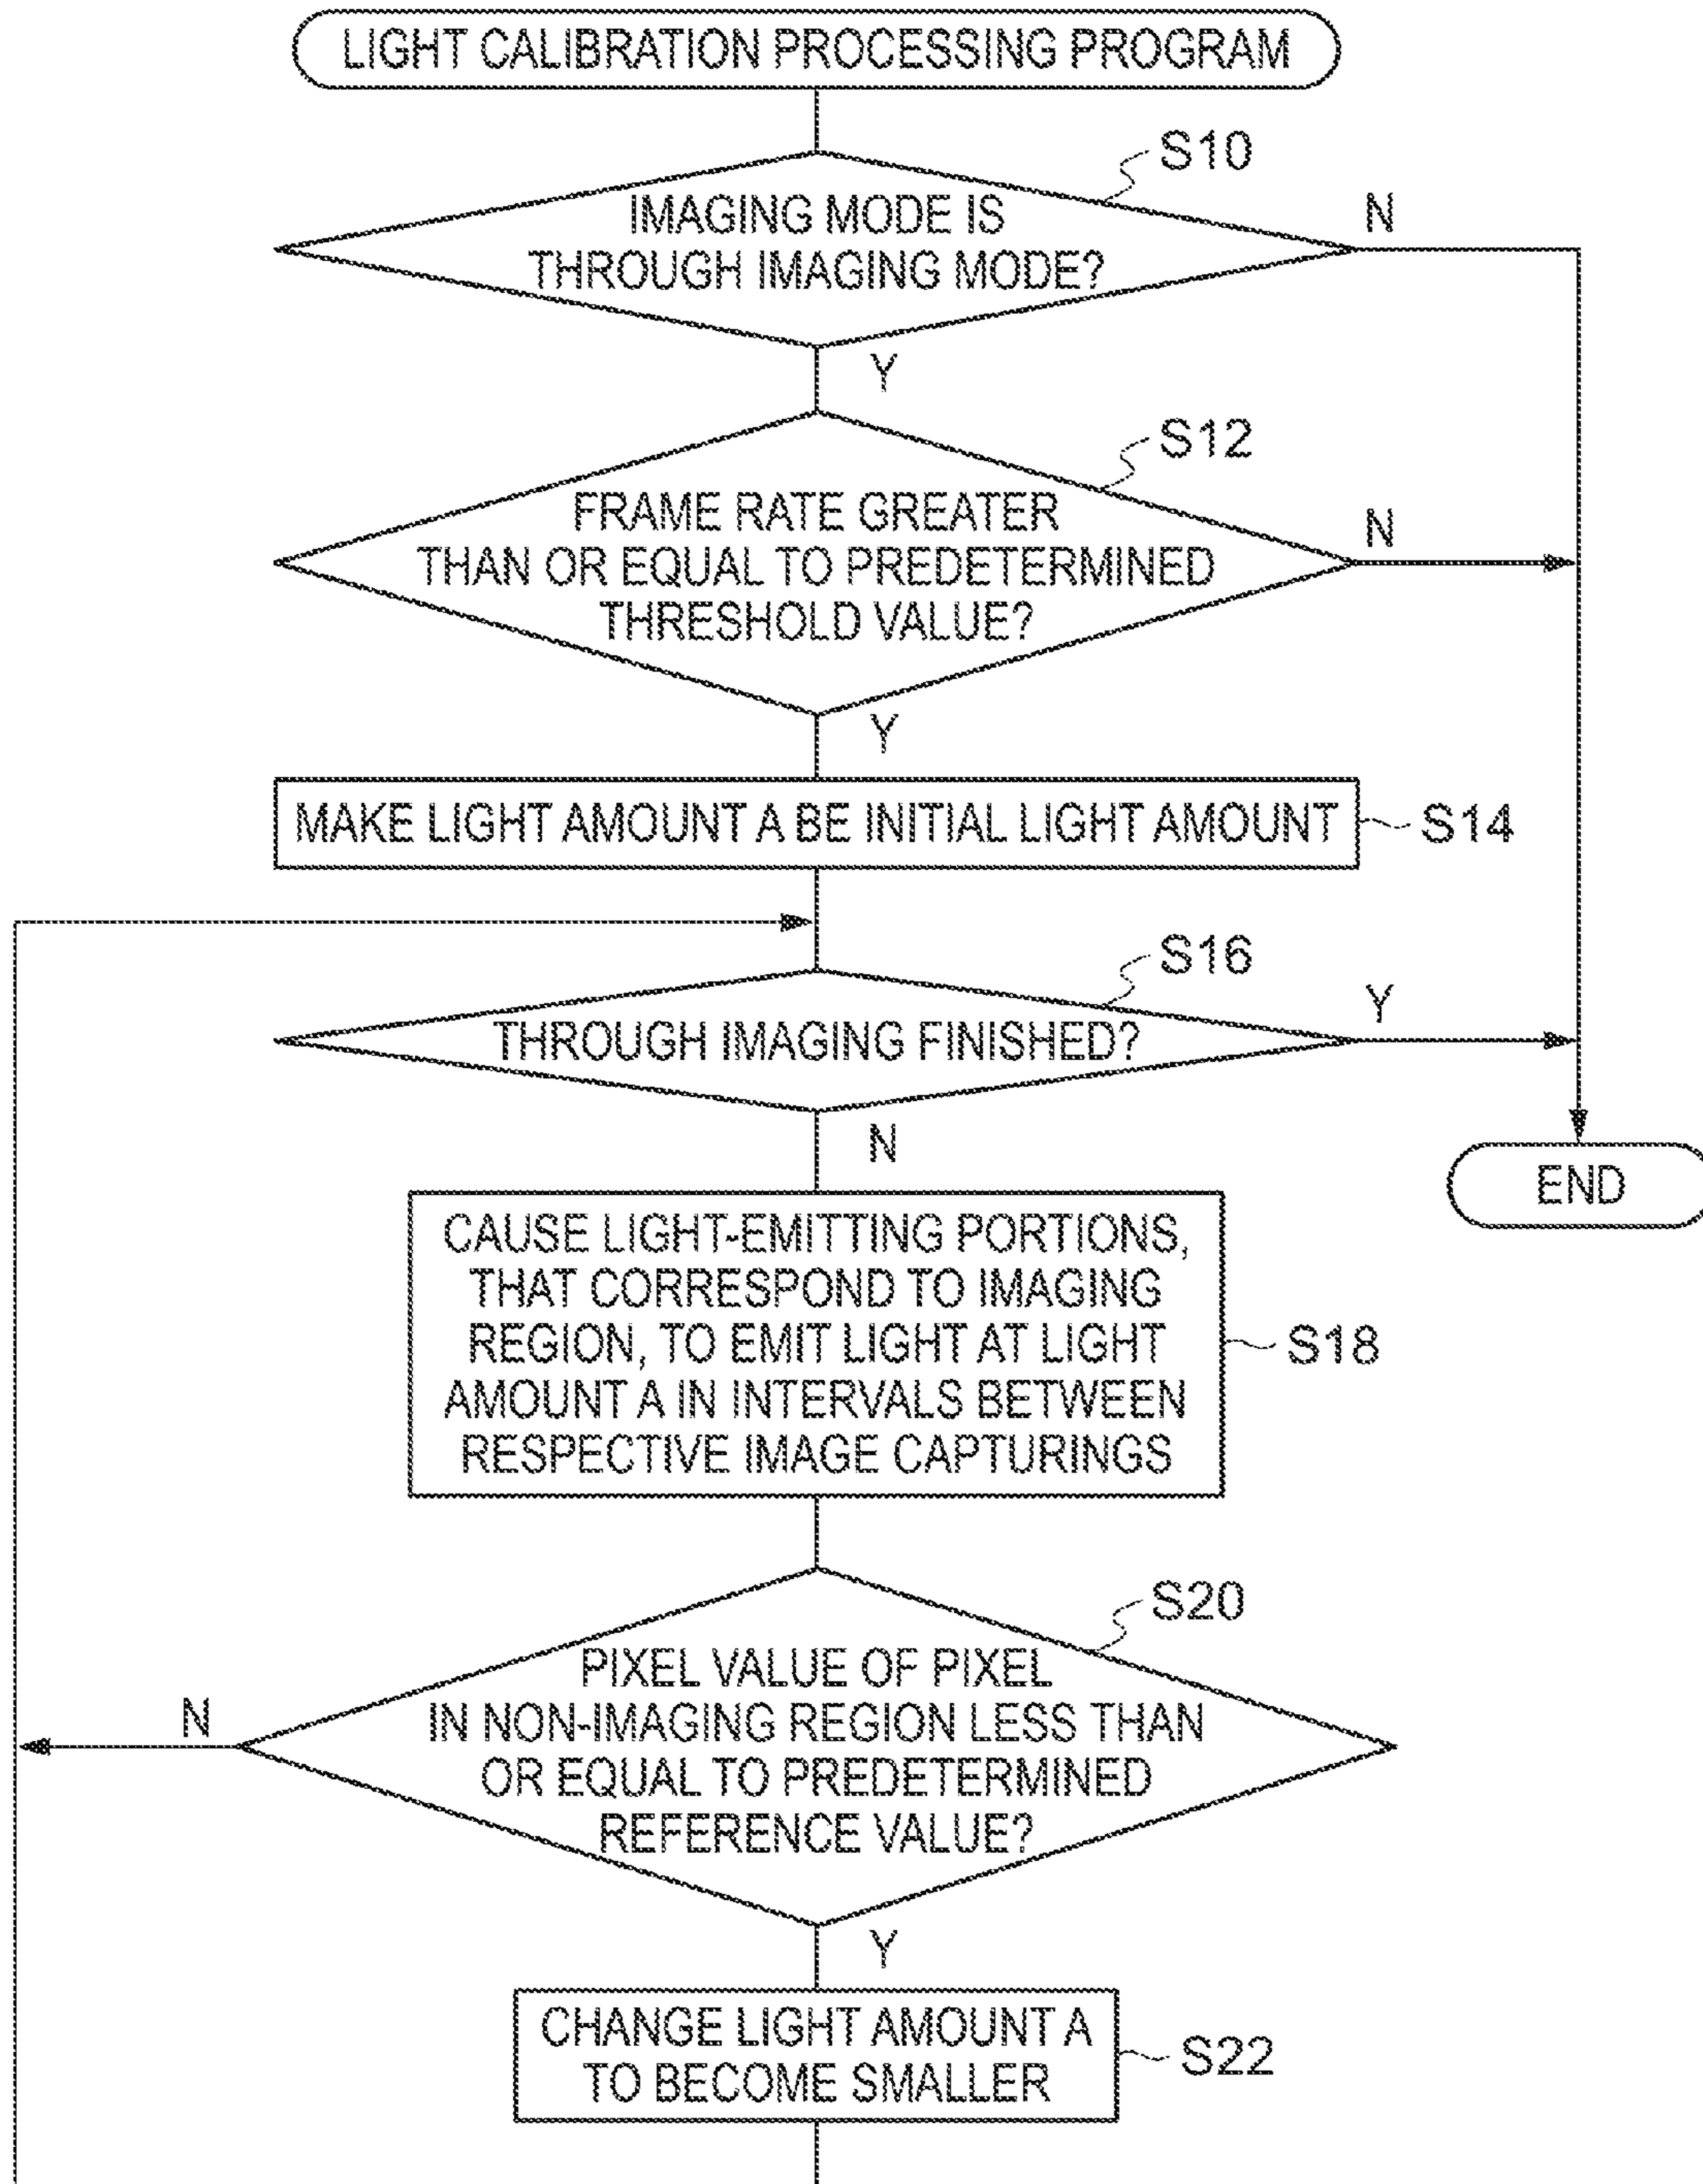 LIGHT CALIBRATION PROCESSING PROGRAM
S10
IMAGING MODE IS
THROUGH IMAGING MODE?
N
Y
S12
FRAME RATE GREATER
THAN OR EQUAL TO PREDETERMINED
THRESHOLD VALUE?
N
Y
MAKE LIGHT AMOUNT A BE INITIAL LIGHT AMOUNT
S14
S16
THROUGH IMAGING FINISHED?
Y
N
END
CAUSE LIGHT-EMITTING PORTIONS,
THAT CORRESPOND TO IMAGING
REGION, TO EMIT LIGHT AT LIGHT
AMOUNT A IN INTERVALS BETWEEN
RESPECTIVE IMAGE CAPTURINGS
S18
S20
PIXEL VALUE OF PIXEL
IN NON-IMAGING REGION LESS THAN
OR EQUAL TO PREDETERMINED
REFERENCE VALUE?
N
Y
CHANGE LIGHT AMOUNT A
TO BECOME SMALLER
S22